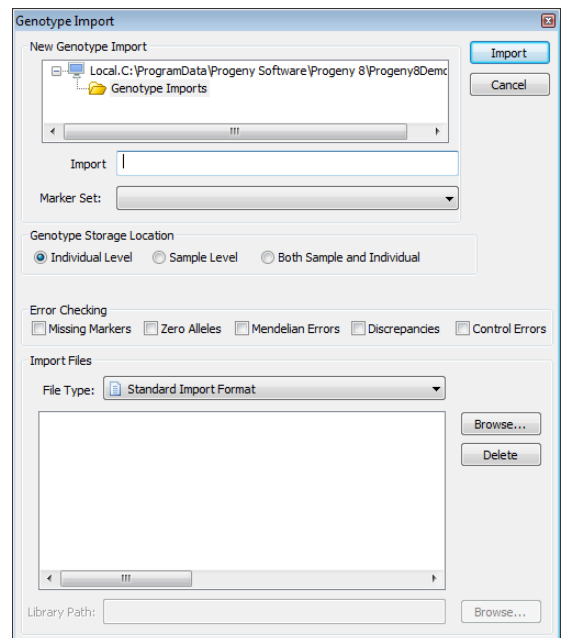 Genotype Import
New Genotype Import
Local.C:\ProgramData\Progeny Software\Progeny 8\Progeny8Demc
Genotype Imports
Import
Cancel
Import
Marker Set:
Genotype Storage Location
Individual Level Sample Level Both Sample and Individual
Error Checking
Missing Markers Zero Alleles Mendelian Errors Discrepancies Control Errors
Import Files
File Type: Standard Import Format
Browse...
Delete
Library Path: Browse...